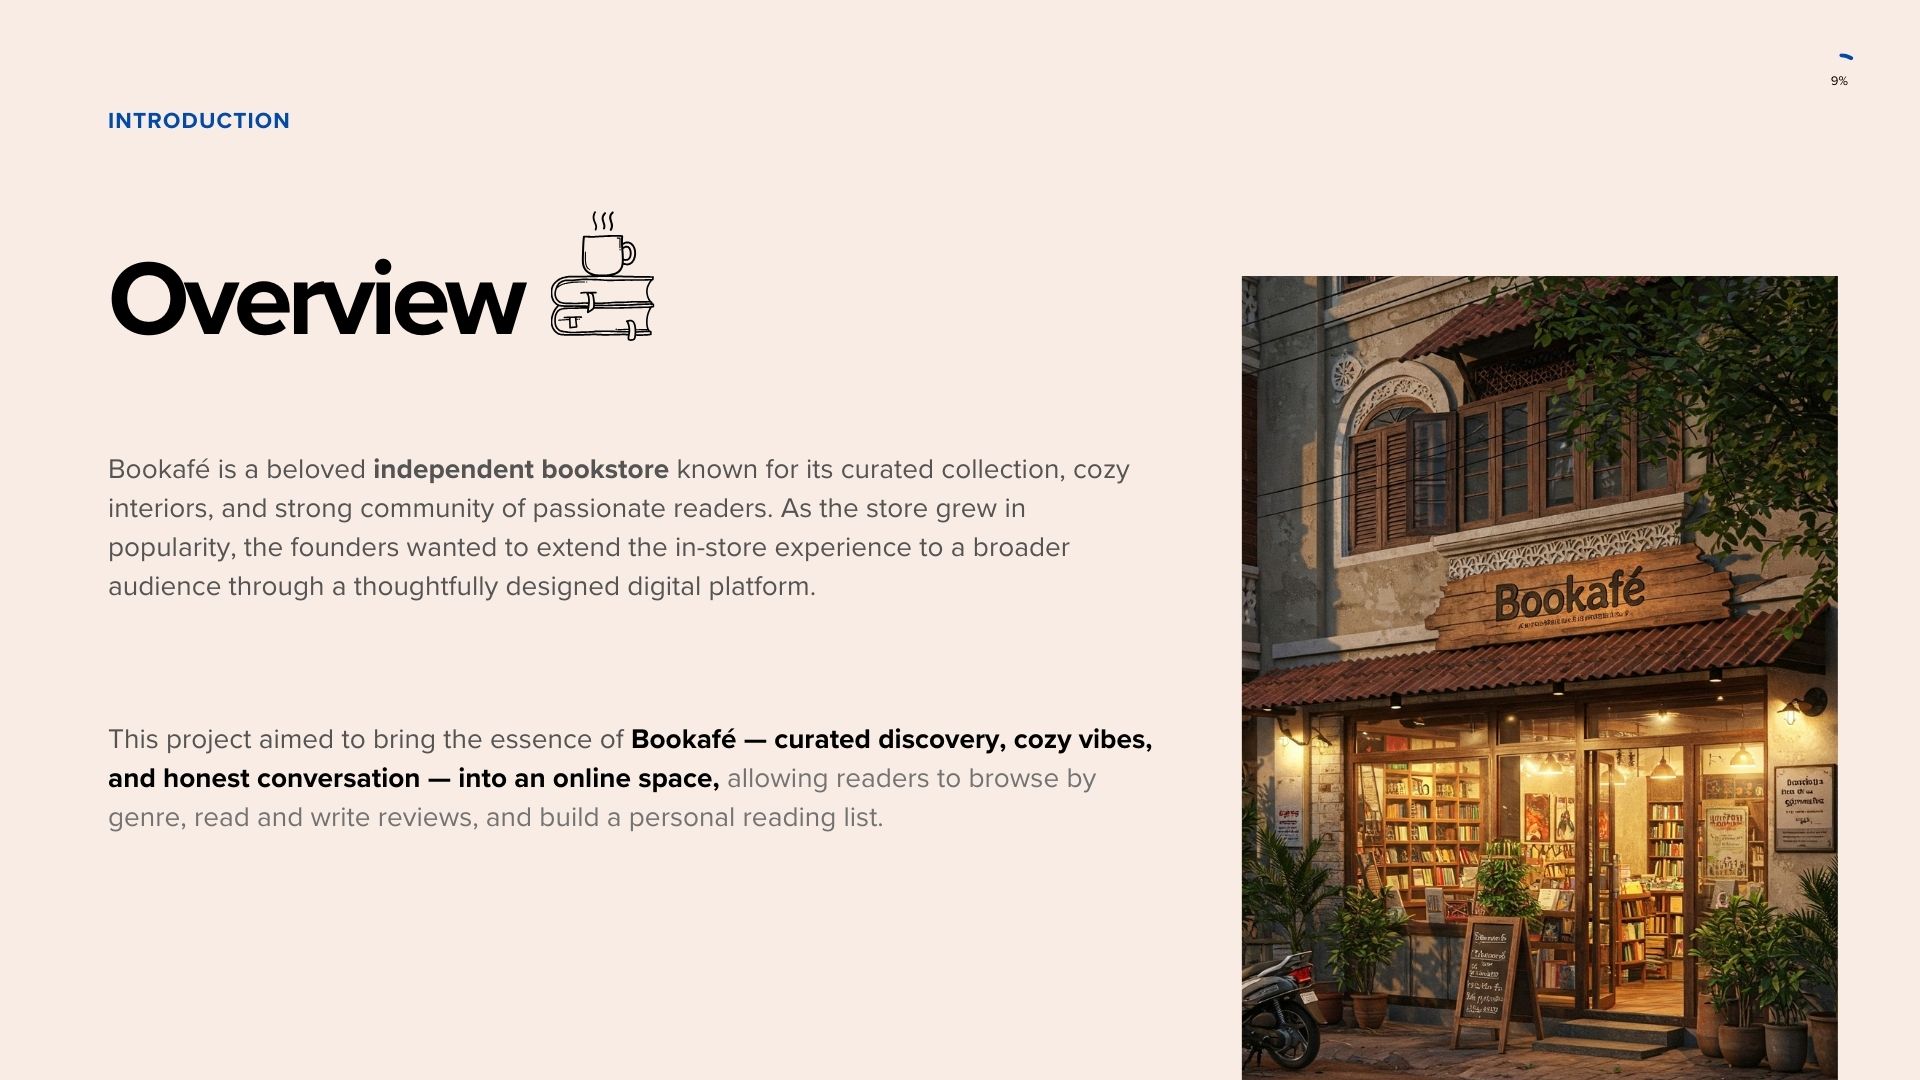 9%
INTRODUCTION
Overview
Bookafé is a beloved independent bookstore known for its curated collection, cozy
interiors, and strong community of passionate readers. As the store grew in
popularity, the founders wanted to extend the in-store experience to a broader
audience through a thoughtfully designed digital platform.
This project aimed to bring the essence of Bookafé — curated discovery, cozy vibes,
and honest conversation — into an online space, allowing readers to browse by
genre, read and write reviews, and build a personal reading list.
Bookafé